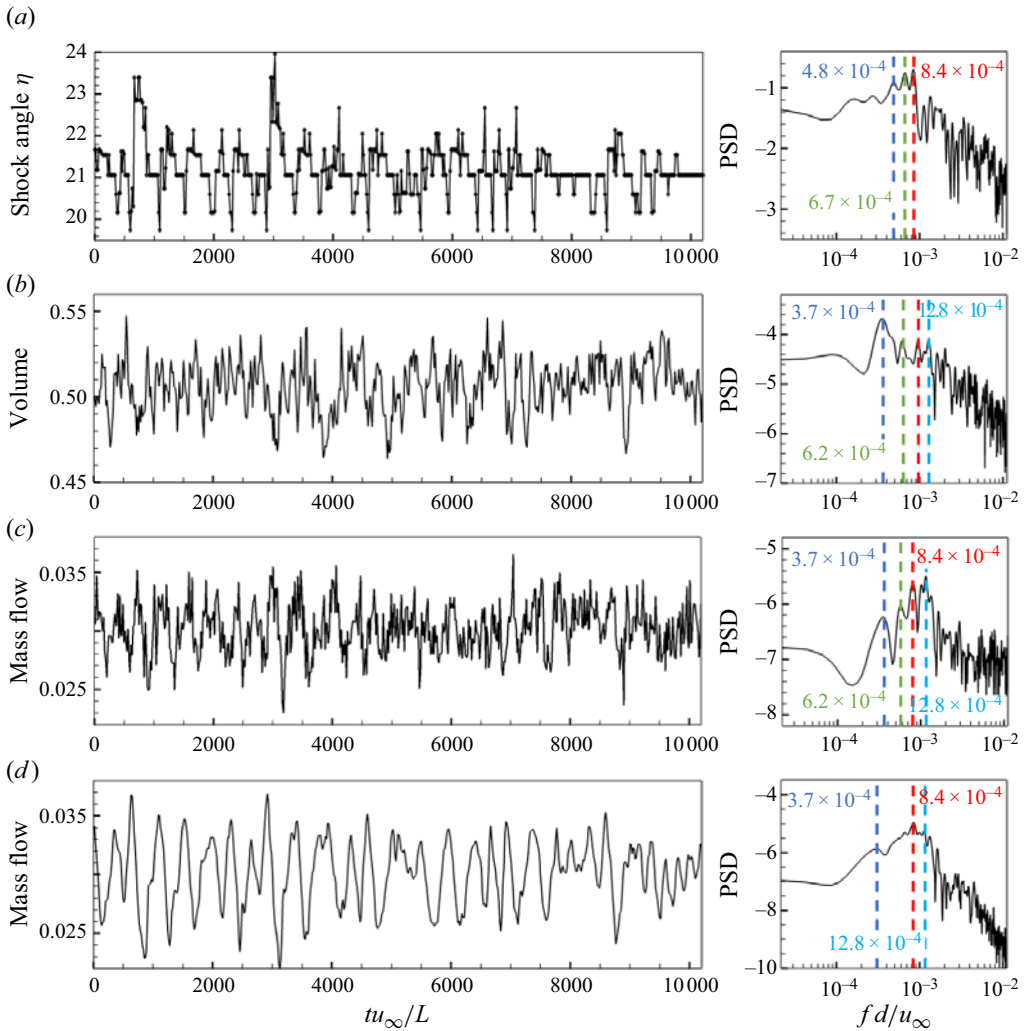 (a)
24
23
22
21
20
Shock angle η
0 2000 4000 6000 8000 10 000
PSD
–1
–2
–3
4.8 × 10–4
8.4 × 10–4
6.7 × 10–4
10–4 10–3 10–2
(b)
0.55
0.50
0.45
Volume
0 2000 4000 6000 8000 10 000
PSD
–4
–5
–6
–7
3.7 × 10–4
12.8 × 10–4
6.2 × 10–4
10–4 10–3 10–2
(c)
0.035
0.025
Mass flow
0 2000 4000 6000 8000 10 000
PSD
–5
–6
–7
–8
3.7 × 10–4
8.4 × 10–4
6.2 × 10–4
12.8 × 10–4
10–4 10–3 10–2
(d)
0.035
0.025
Mass flow
0 2000 4000 6000 8000 10 000
tu∞/L
PSD
–4
–6
–8
–10
3.7 × 10–4
8.4 × 10–4
12.8 × 10–4
10–4 10–3 10–2
f d/u∞